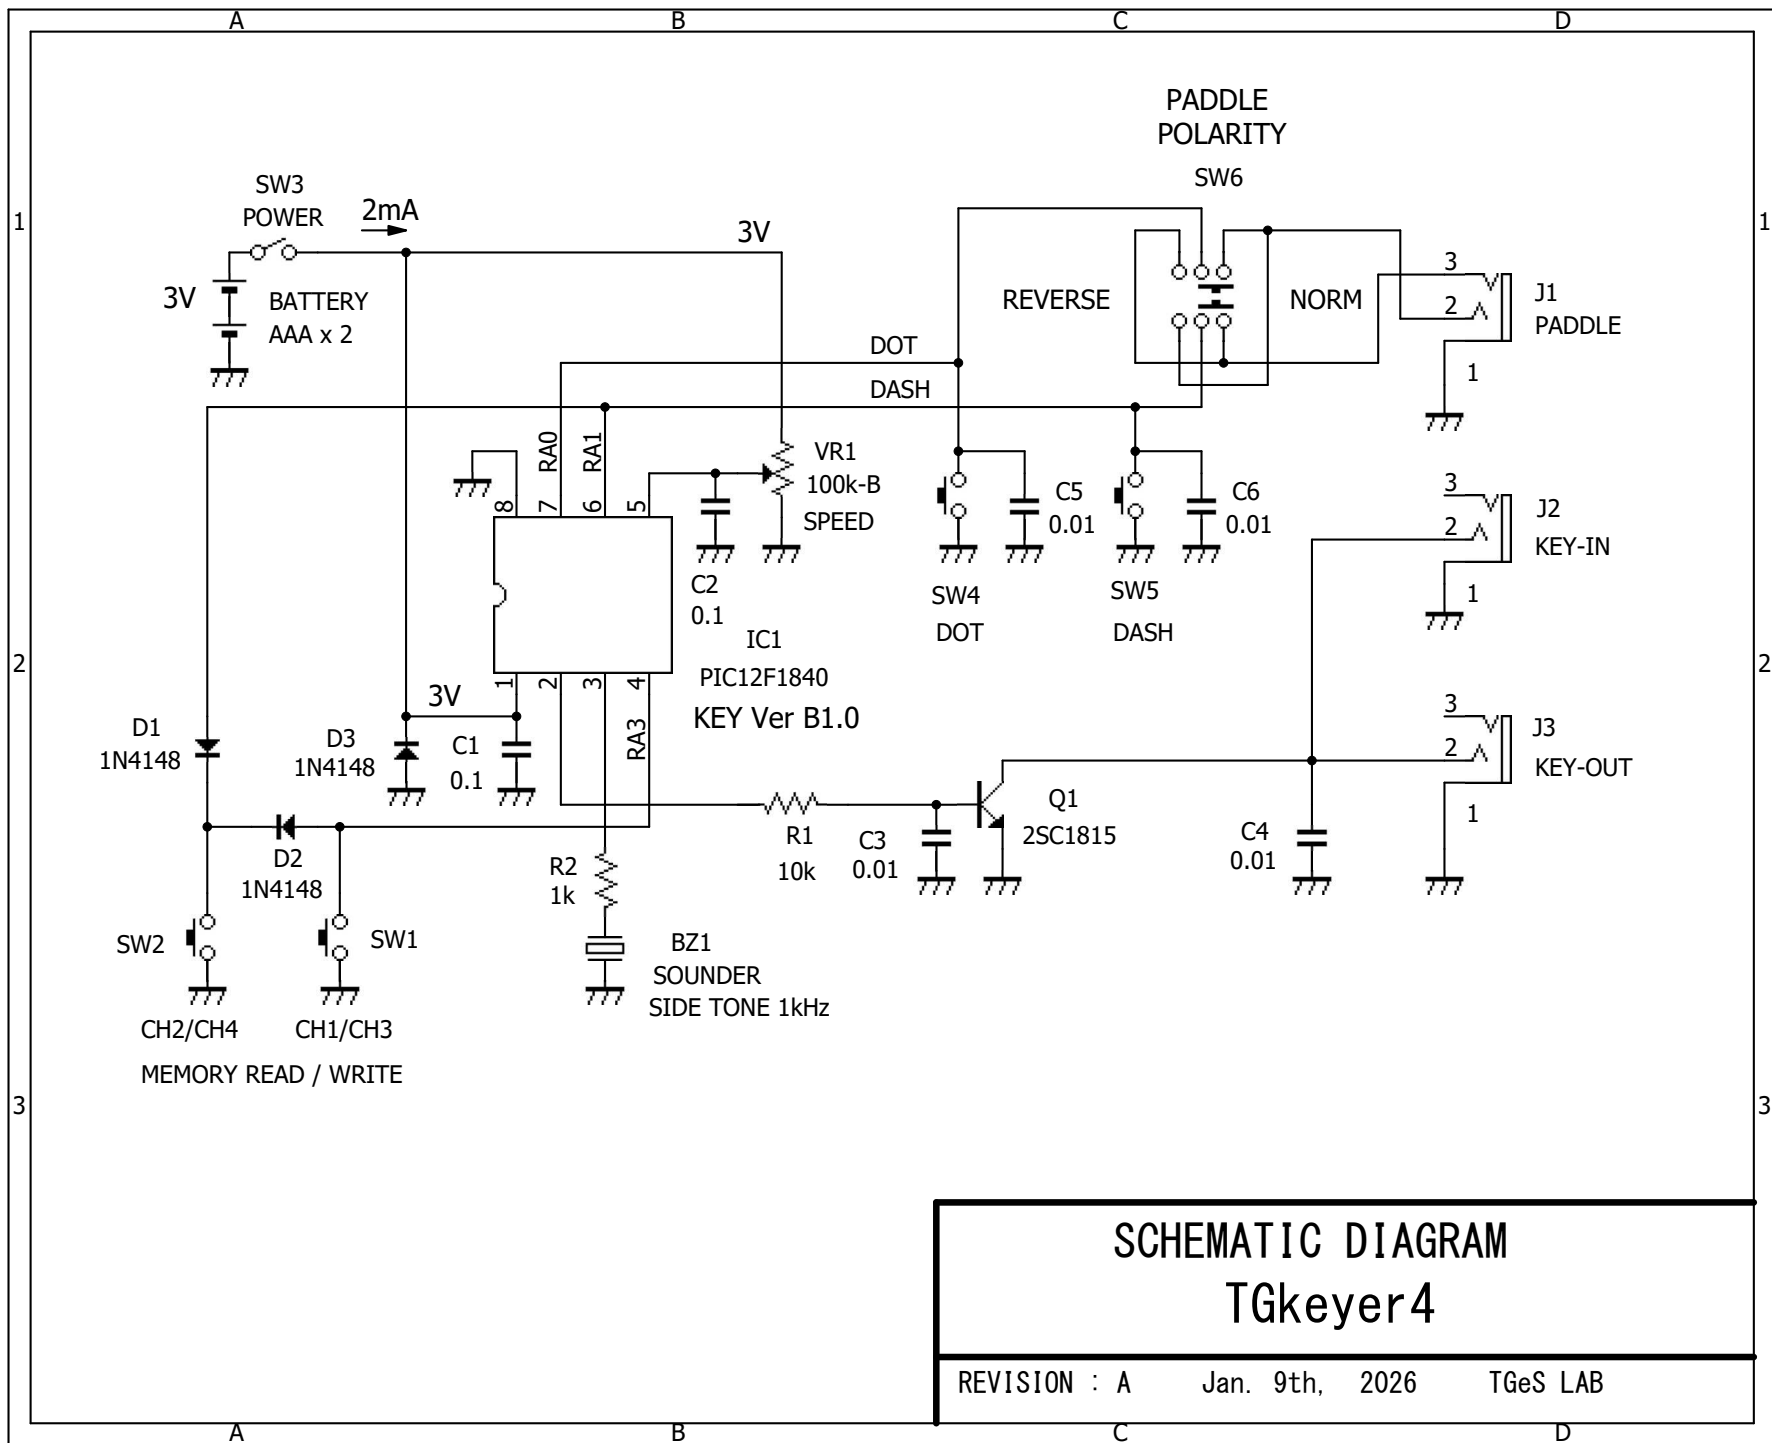 A
B
C
D
1
1
PADDLE
POLARITY
SW6
SW3
POWER
2mA
3V
3V
BATTERY
AAA x 2
REVERSE
NORM
3
2
1
J1
PADDLE
DOT
DASH
RA0
RA1
8
7
6
5
VR1
100k-B
SPEED
C2
0.1
C5
0.01
C6
0.01
SW4
DOT
SW5
DASH
3
2
1
J2
KEY-IN
2
2
IC1
PIC12F1840
KEY Ver B1.0
1
2
3
4
RA3
3V
D1
1N4148
D3
1N4148
C1
0.1
D2
1N4148
R2
1k
R1
10k
C3
0.01
Q1
2SC1815
C4
0.01
3
2
1
J3
KEY-OUT
SW2
SW1
CH2/CH4
CH1/CH3
MEMORY READ / WRITE
BZ1
SOUNDER
SIDE TONE 1kHz
3
3
SCHEMATIC DIAGRAM
TGkeyer4
REVISION : A Jan. 9th, 2026 TGeS LAB
A
B
C
D